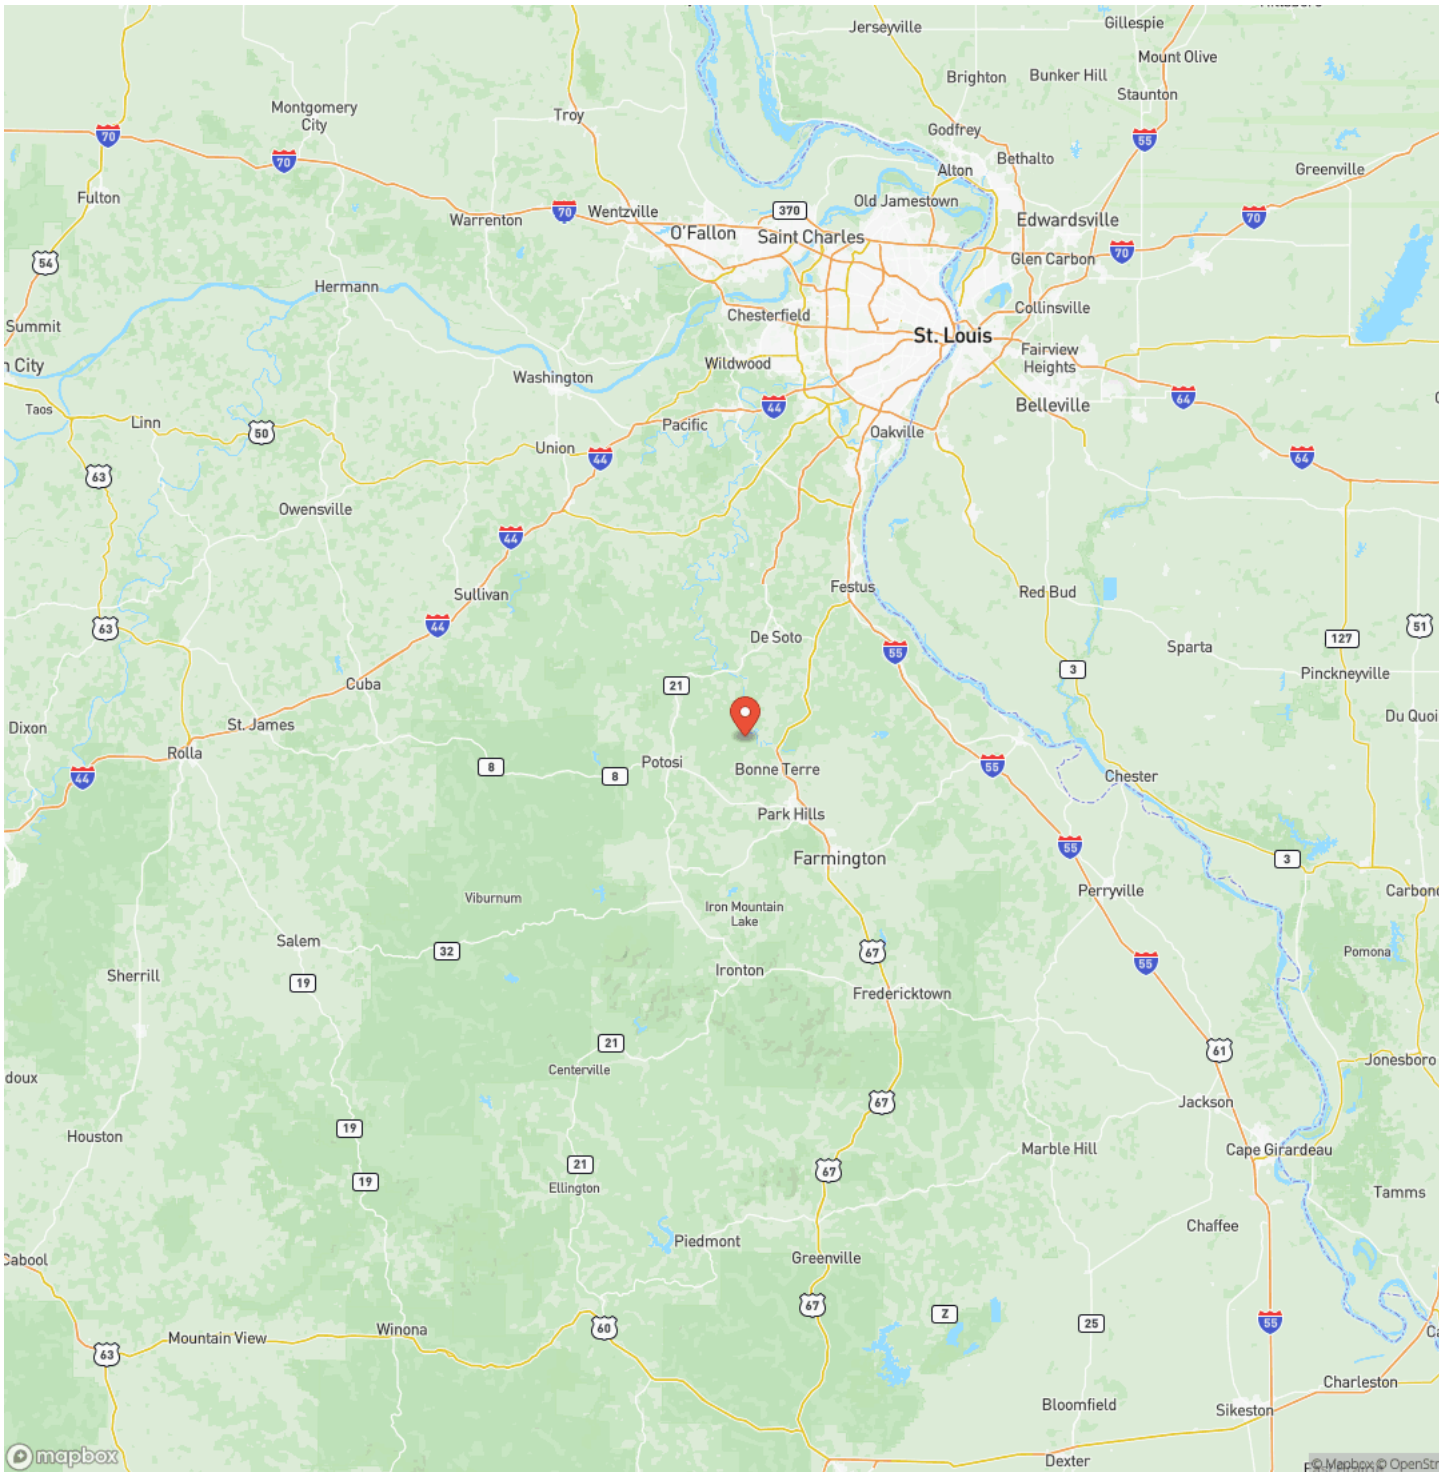 Jerseyville
Gillespie
Mount Olive
Brighton
Bunker Hill
Staunton
Montgomery
City
Troy
Godfrey
70
55
Bethalto
70
Alton
Greenville
Fulton
Old Jamestown
Warrenton
70
Wentzville
370
Edwardsville
70
O'Fallon
Saint Charles
70
54
Glen Carbon
Hermann
Collinsville
Chesterfield
Summit
St. Louis
Fairview
Heights
n City
Wildwood
Washington
64
Taos
44
Belleville
Linn
Pacific
50
Oakville
Union
44
64
63
Owensville
44
Festus
Sullivan
Red Bud
44
51
63
De Soto
127
55
Sparta
3
Pinckneyville
21
Cuba
Du Quoi
St. James
Dixon
Rolla
Potosi
8
Bonne Terre
55
44
8
Chester
Park Hills
55
Farmington
3
Perryville
Carbond
Viburnum
Iron Mountain
Lake
Salem
32
67
Pomona
55
Sherrill
Ironton
19
Fredericktown
21
61
Jonesboro
Centerville
doux
67
Jackson
19
Houston
Marble Hill
Cape Girardeau
21
67
19
Ellington
Tamms
Chaffee
Piedmont
Greenville
Cabool
67
Z
60
25
55
Winona
Mountain View
Ca
63
Charleston
Bloomfield
Sikeston
mapbox
Dexter
© Mapbox © OpenStr